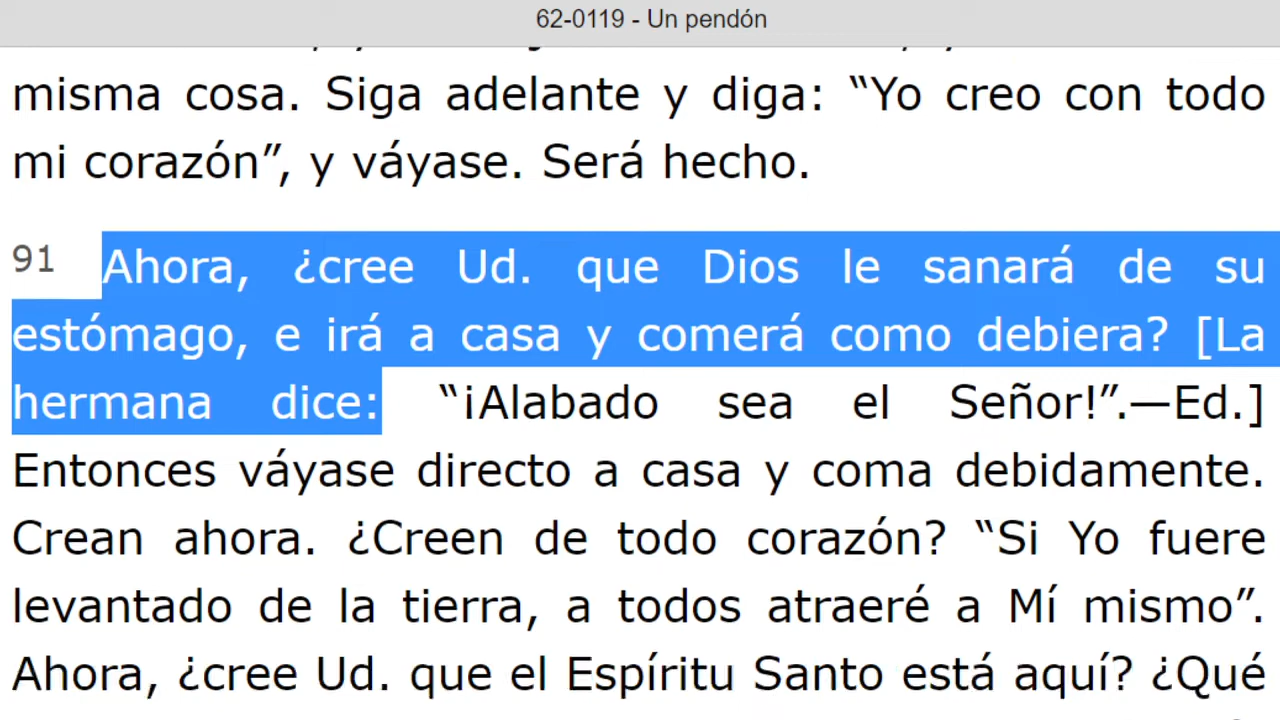 62-0119 - Un pendón
misma cosa. Siga adelante y diga: “Yo creo con todo
mi corazón”, y váyase. Será hecho.
91 Ahora, ¿cree Ud. que Dios le sanará de su
estómago, e irá a casa y comerá como debiera? [La
hermana dice: “¡Alabado sea el Señor!”.—Ed.]
Entonces váyase directo a casa y coma debidamente.
Crean ahora. ¿Creen de todo corazón? “Si Yo fuere
levantado de la tierra, a todos atraeré a Mí mismo”.
Ahora, ¿cree Ud. que el Espíritu Santo está aquí? ¿Qué